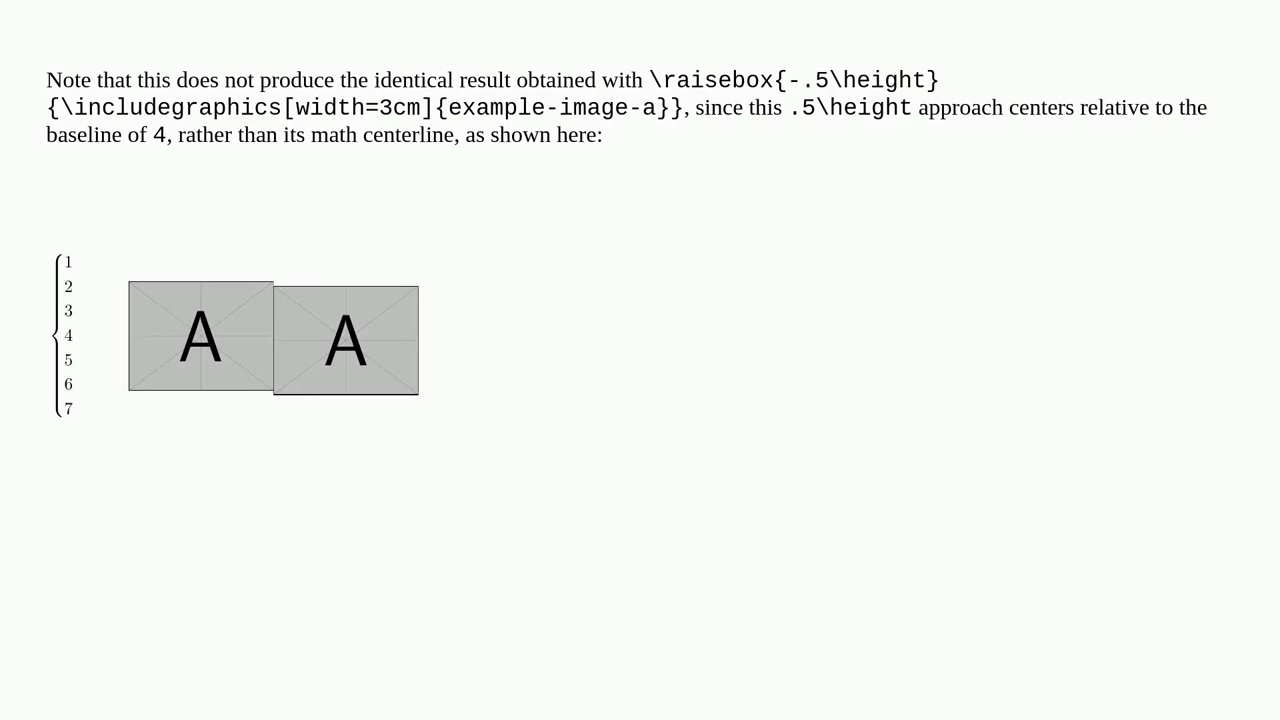 Note that this does not produce the identical result obtained with \raisebox{-.5\height}
{\includegraphics[width=3cm]{example-image-a}}, since this .5\height approach centers relative to the
baseline of 4, rather than its math centerline, as shown here:
1
2
3
4
5
6
7
A A